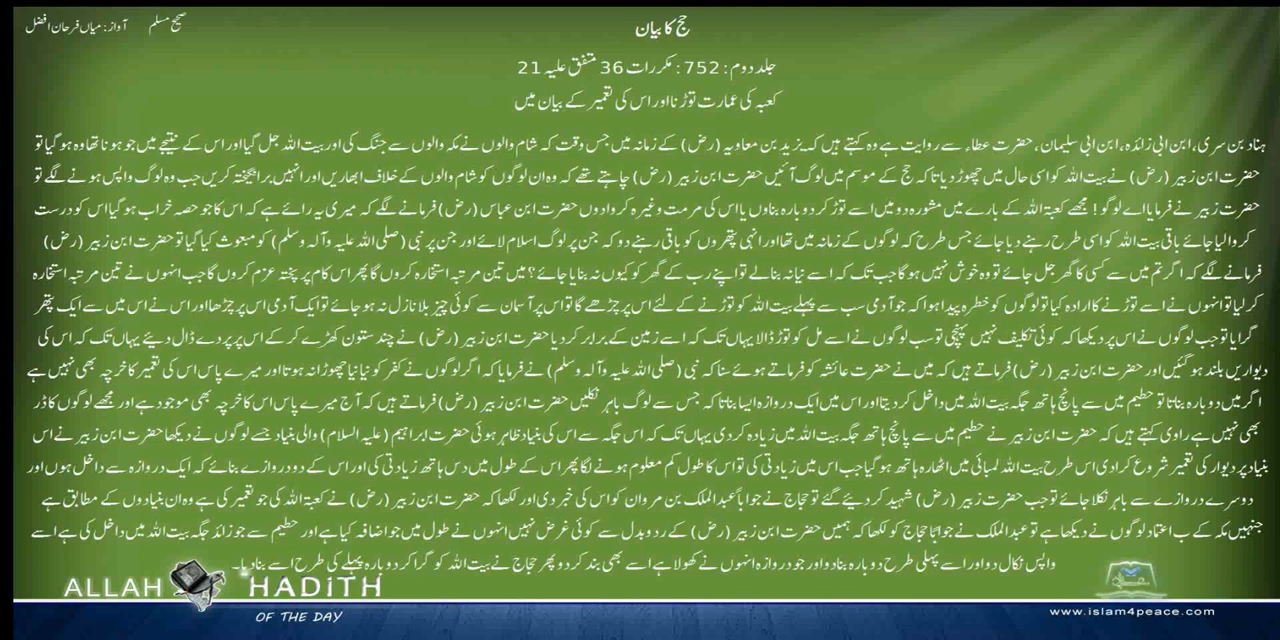 حج کا بیان
صحیح مسلم آواز: میاں فرحان افضل
جلد دوم: 752: مکررات 36 متفق علیہ 21
کعبہ کی عمارت توڑنا اور اس کی تعمیر کے بیان میں
ہناد بن سری، ابن ابی زائدہ، ابن ابی سلیمان، حضرت عطاء سے روایت ہے وہ کہتے ہیں کہ یزید بن معاویہ (رض) کے زمانہ میں جس وقت کہ شام والوں نے مکہ والوں سے جنگ کی اور بیت اللہ جل گیا اور اس کے نتیجے میں جو ہونا تھا وہ ہو گیا تو
حضرت ابن زبیر (رض) نے بیت اللہ کو اسی حال میں چھوڑ دیا تاکہ حج کے موسم میں لوگ آئیں حضرت ابن زبیر (رض) چاہتے تھے کہ وہ ان لوگوں کو شام والوں کے خلاف ابھاریں اور انہیں برانگیختہ کریں جب وہ لوگ واپس ہونے لگے تو
حضرت زبیر نے فرمایا اے لوگو! مجھے کعبۃ اللہ کے بارے میں مشورہ دو میں اسے توڑ کر دوبارہ بناوں یا اس کی مرمت وغیرہ کروا دوں حضرت ابن عباس (رض) فرمانے لگے کہ میری یہ رائے ہے کہ اس کا جو حصہ خراب ہو گیا اس کو درست
کروا لیا جائے باقی بیت اللہ کو اسی طرح رہنے دیا جائے جس طرح کہ لوگوں کے زمانہ میں تھا اور انہی پتھروں کو باقی رہنے دو کہ جن پر لوگ اسلام لائے اور جن پر نبی (صلی اللہ علیہ وآلہ وسلم) کو مبعوث کیا گیا تو حضرت ابن زبیر (رض)
فرمانے لگے کہ اگر تم میں سے کسی کا گھر جل جائے تو وہ خوش نہیں ہو گا جب تک کہ اسے نیا نہ بنا لے تو اپنے رب کے گھر کو کیوں نہ بنایا جائے؟ میں تین مرتبہ استخارہ کروں گا پھر اس کام پر پختہ عزم کروں گا جب انہوں نے تین مرتبہ استخارہ
کر لیا تو انہوں نے اسے توڑنے کا ارادہ کیا تو لوگوں کو خطرہ پیدا ہوا کہ جو آدمی سب سے پہلے بیت اللہ کو توڑنے کے لئے اس پر چڑھے گا تو اس پر آسمان سے کوئی چیز بلا نازل نہ ہو جائے تو ایک آدمی اس پر چڑھا اور اس نے اس میں سے ایک پتھر
گرایا تو جب لوگوں نے اس پر دیکھا کہ کوئی تکلیف نہیں پہنچی تو سب لوگوں نے اسے مل کو توڑ ڈالا یہاں تک کہ اسے زمین کے برابر کر دیا حضرت ابن زبیر (رض) نے چند ستون کھڑے کر کے اس پر پردے ڈال دیئے یہاں تک کہ اس کی
دیواریں بلند ہو گئیں اور حضرت ابن زبیر (رض) فرماتے ہیں کہ میں نے حضرت عائشہ کو فرماتے ہوئے سنا کہ نبی (صلی اللہ علیہ وآلہ وسلم) نے فرمایا کہ اگر لوگوں نے کفر کو نیا نیا چھوڑا نہ ہوتا اور میرے پاس اس کی تعمیر کا خرچہ بھی نہیں ہے
اگر میں دوبارہ بناتا تو حطیم میں سے پانچ ہاتھ جگہ بیت اللہ میں داخل کر دیتا اور اس میں ایک دروازہ ایسا بناتا کہ جس سے لوگ باہر نکلیں حضرت ابن زبیر (رض) فرماتے ہیں کہ آج میرے پاس اس کا خرچہ بھی موجود ہے اور مجھے لوگوں کا ڈر
بھی نہیں ہے راوی کہتے ہیں کہ حضرت ابن زبیر نے حطیم میں سے پانچ ہاتھ جگہ بیت اللہ میں زیادہ کر دی یہاں تک کہ اس جگہ سے اس کی بنیاد ظاہر ہوئی حضرت ابراہیم (علیہ السلام) والی بنیاد جسے لوگوں نے دیکھا حضرت ابن زبیر نے اس
بنیاد پر دیوار کی تعمیر شروع کرا دی اس طرح بیت اللہ لمبائی میں اٹھارہ ہاتھ ہو گیا جب اس میں زیادتی کی تو اس کا طول کم معلوم ہونے لگا پھر اس کے طول میں دس ہاتھ زیادتی کی اور اس کے دو دروازے بنائے کہ ایک دروازہ سے داخل ہوں اور
دوسرے دروازے سے باہر نکلا جائے تو جب حضرت زبیر (رض) شہید کر دیئے گئے تو حجاج نے جواباً عبدالملک بن مروان کو اس کی خبر دی اور لکھا کہ حضرت ابن زبیر (رض) نے کعبۃ اللہ کی جو تعمیر کی ہے وہ ان بنیادوں کے مطابق ہے
جنہیں مکہ کے با اعتماد لوگوں نے دیکھا ہے تو عبدالملک نے جواباً حجاج کو لکھا کہ ہمیں حضرت ابن زبیر (رض) کے ردو بدل سے کوئی غرض نہیں انہوں نے طول میں جو اضافہ کیا ہے اور حطیم سے جو زائد جگہ بیت اللہ میں داخل کی ہے اسے
واپس نکال دو اور اسے پہلی طرح دوبارہ بنا دو اور جو دروازہ انہوں نے کھولا ہے اسے بھی بند کر دو پھر حجاج نے بیت اللہ کو گرا کر دوبارہ پہلے کی طرح اسے بنا دیا۔
ALLAH HADITH
OF THE DAY
www.islam4peace.com